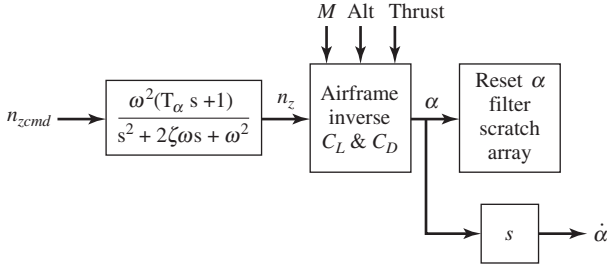 M Alt Thrust
n_zcmd
ω²(T_α s +1)
s² + 2ζωs + ω²
n_z
Airframe
inverse
C_L & C_D
α
Reset α
filter
scratch
array
s
α̇